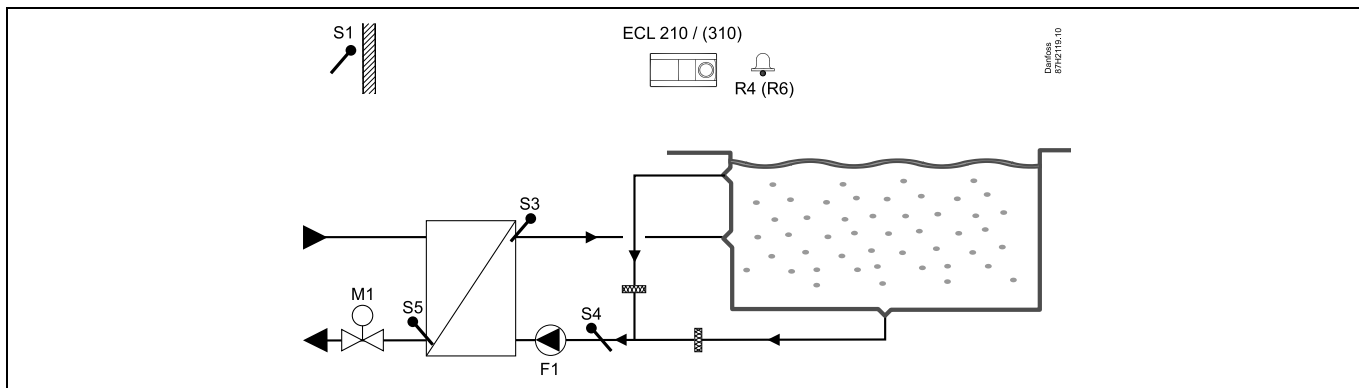 S1
ECL 210 / (310)
R4 (R6)
Danfoss
87H2119.10
S3
M1
S5
S4
F1